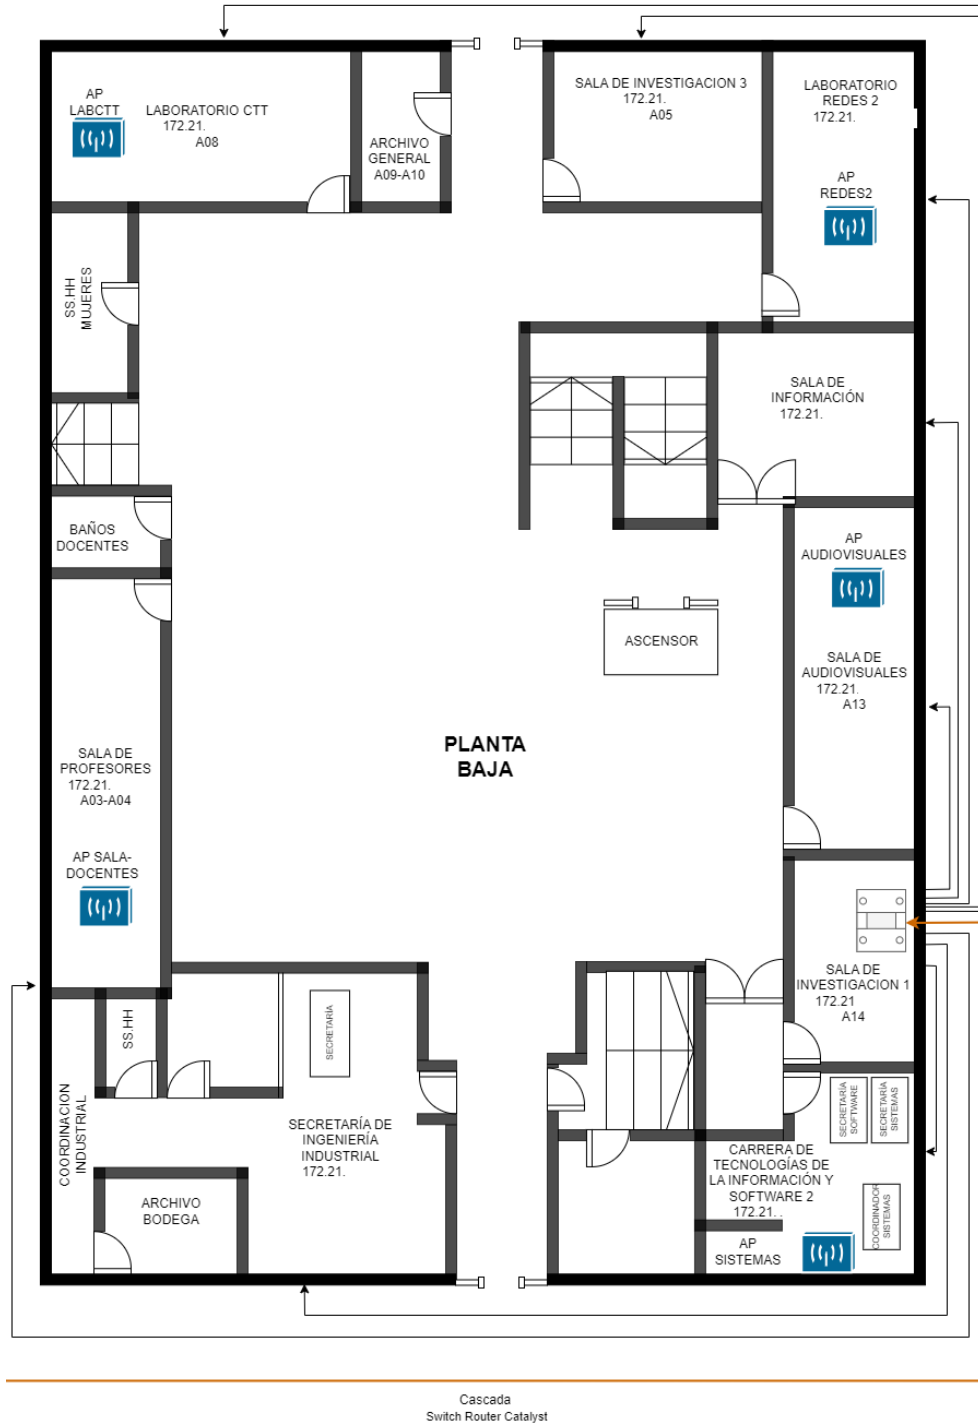 AP
LABCTT
LABORATORIO CTT
172.21.
A08
ARCHIVO
GENERAL
A09-A10
SALA DE INVESTIGACION 3
172.21.
A05
LABORATORIO
REDES 2
172.21.
AP
REDES2
SS.HH
MUJERES
SALA DE
INFORMACIÓN
172.21.
BAÑOS
DOCENTES
AP
AUDIOVISUALES
ASCENSOR
SALA DE
AUDIOVISUALES
172.21.
A13
PLANTA
BAJA
SALA DE
PROFESORES
172.21.
A03-A04
AP SALA-
DOCENTES
SALA DE
INVESTIGACION 1
172.21
A14
SS.HH
SECRETARÍA
COORDINACION
INDUSTRIAL
SECRETARÍA DE
INGENIERÍA
INDUSTRIAL
172.21.
SECRETARÍA
SOFTWARE
SECRETARÍA
SISTEMAS
CARRERA DE
TECNOLOGÍAS DE
LA INFORMACIÓN Y
SOFTWARE 2
172.21. .
COORDINADOR
SISTEMAS
ARCHIVO
BODEGA
AP
SISTEMAS
Cascada
Switch Router Catalyst